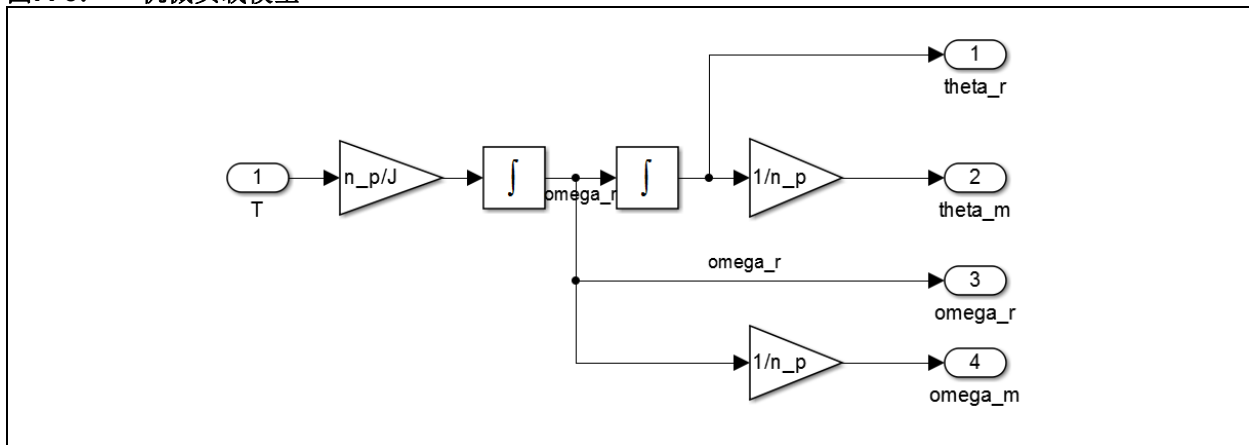 1
theta_r
1
T
n_p/J
∫
omega_r
∫
1/n_p
2
theta_m
omega_r
3
omega_r
1/n_p
4
omega_m